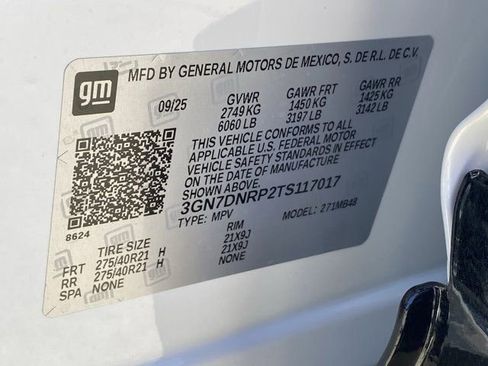 gm
MFD BY GENERAL MOTORS DE MEXICO, S. DE R.L. DE C.V.
09/25 GVWR GAWR FRT GAWR RR
2749 KG 1450 KG 1425 KG
6060 LB 3197 LB 3142 LB
THIS VEHICLE CONFORMS TO ALL
APPLICABLE U.S. FEDERAL MOTOR
VEHICLE SAFETY STANDARDS IN EFFECT
ON THE DATE OF MANUFACTURE
SHOWN ABOVE.
3GN7DNRP2TS117017
TYPE: MPV MODEL: 271MB48
8624
TIRE SIZE RIM
FRT 275/40R21 H 21X9J
RR 275/40R21 H 21X9J
SPA NONE NONE